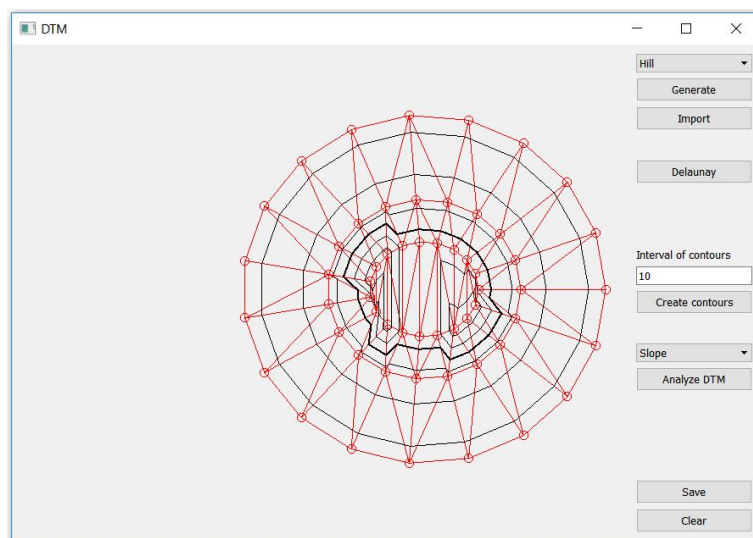 DTM
Hill
Generate
Import
Delaunay
Interval of contours
10
Create contours
Slope
Analyze DTM
Save
Clear